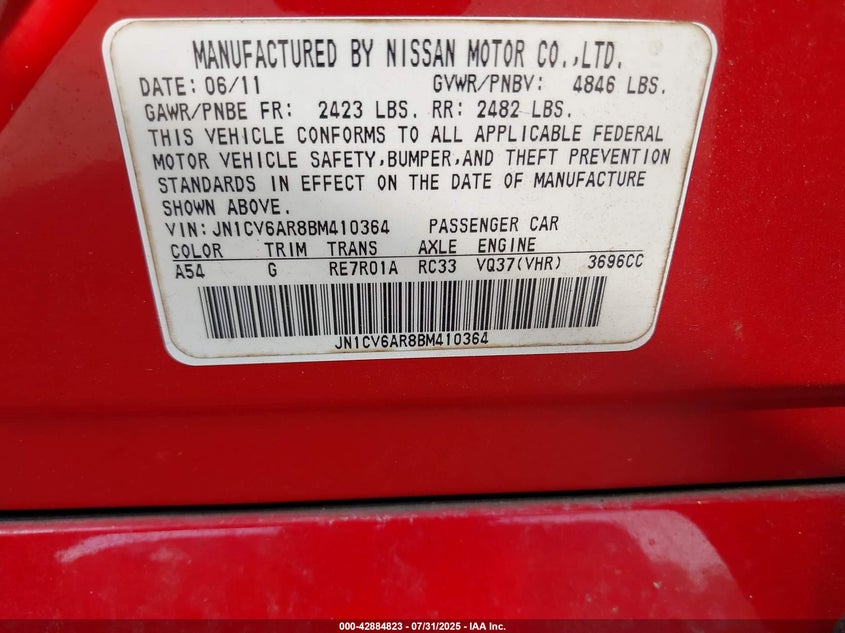 MANUFACTURED BY NISSAN MOTOR CO.,LTD.
DATE: 06/11 GVWR/PNBV: 4846 LBS.
GAWR/PNBE FR: 2423 LBS. RR: 2482 LBS.
THIS VEHICLE CONFORMS TO ALL APPLICABLE FEDERAL
MOTOR VEHICLE SAFETY,BUMPER,AND THEFT PREVENTION
STANDARDS IN EFFECT ON THE DATE OF MANUFACTURE
SHOWN ABOVE.
VIN: JN1CV6AR8BM410364 PASSENGER CAR
COLOR TRIM TRANS AXLE ENGINE
A54 G RE7R01A RC33 VQ37(VHR) 3696CC
JN1CV6AR8BM410364
000-42884823 - 07/31/2025 - IAA Inc.